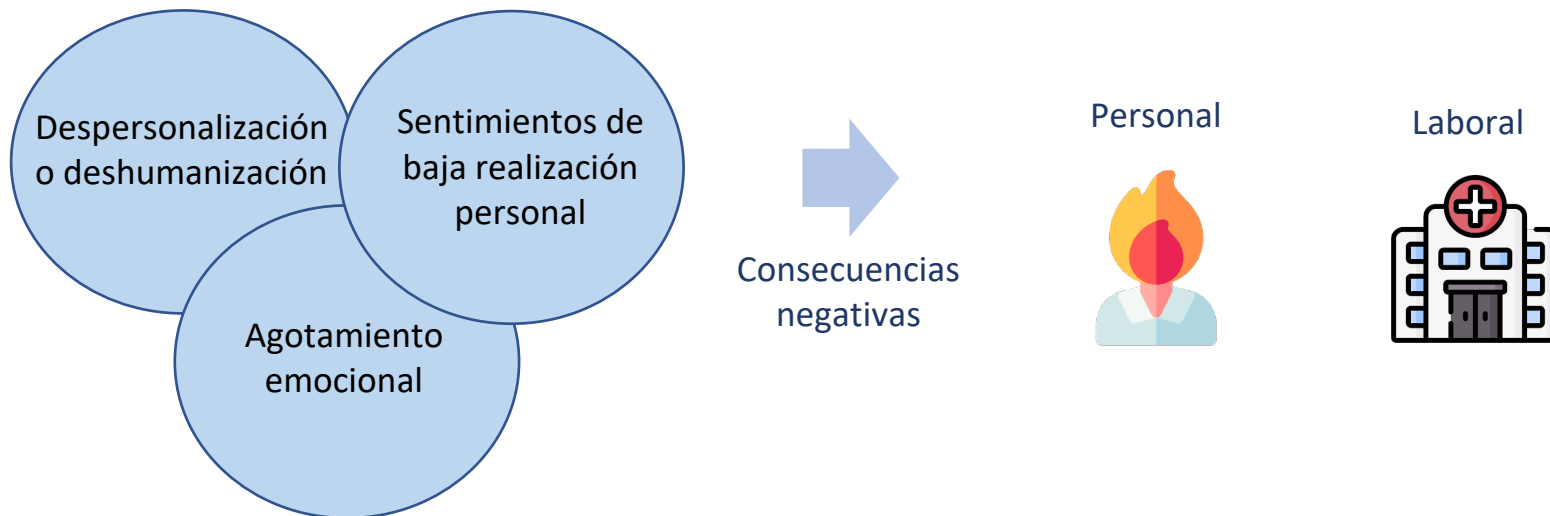 Despersonalización
o deshumanización
Sentimientos de
baja realización
personal
Agotamiento
emocional
Consecuencias
negativas
Personal
Laboral